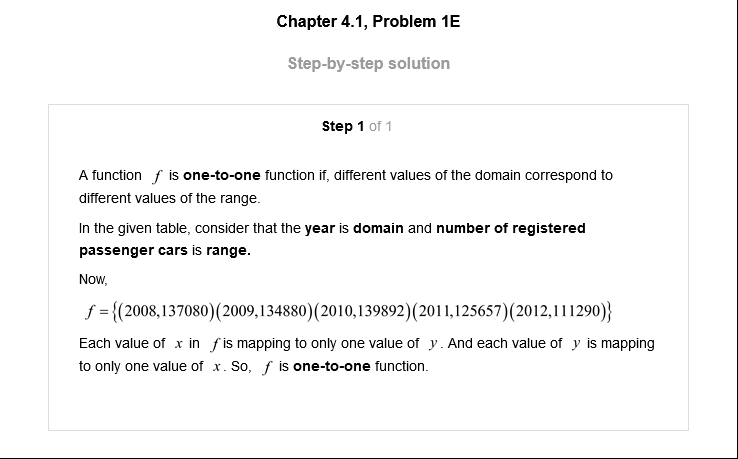 Chapter 4.1, Problem 1E
Step-by-step solution
Step 1 of 1
A function f is one-to-one function if, different values of the domain correspond to
different values of the range.
In the given table, consider that the year is domain and number of registered
passenger cars is range.
Now,
f = {(2008,137080)(2009,134880)(2010,139892)(2011,125657)(2012,111290)}
Each value of x in f is mapping to only one value of y. And each value of y is mapping
to only one value of x. So, f is one-to-one function.